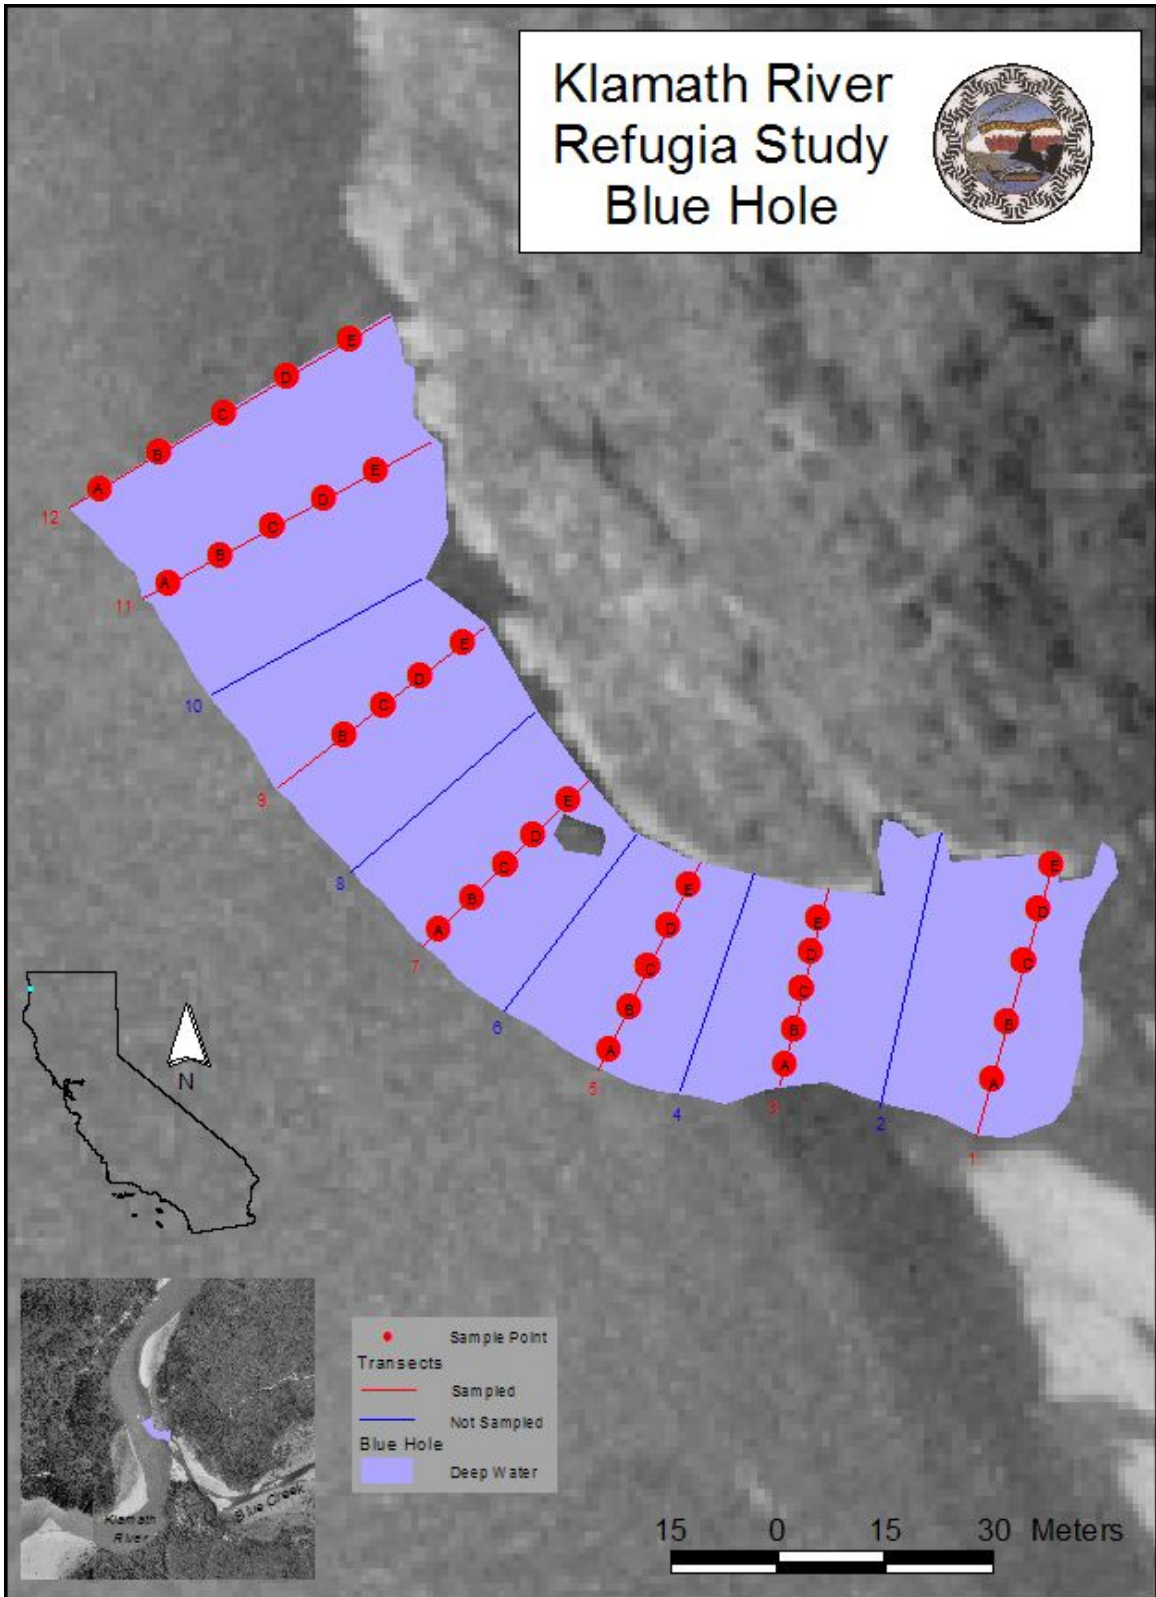 Klamath River
Refugia Study
Blue Hole
E
D
C
B
A
12
E
D
C
B
A
11
10
E
D
C
B
9
8
E
D
C
B
A
7
6
E
D
C
B
A
5
4
E
D
C
B
A
3
2
E
D
C
B
A
1
N
Klamath
River
Blue Creek
Sample Point
Transects
Sampled
Not Sampled
Blue Hole
Deep Water
15 0 15 30 Meters